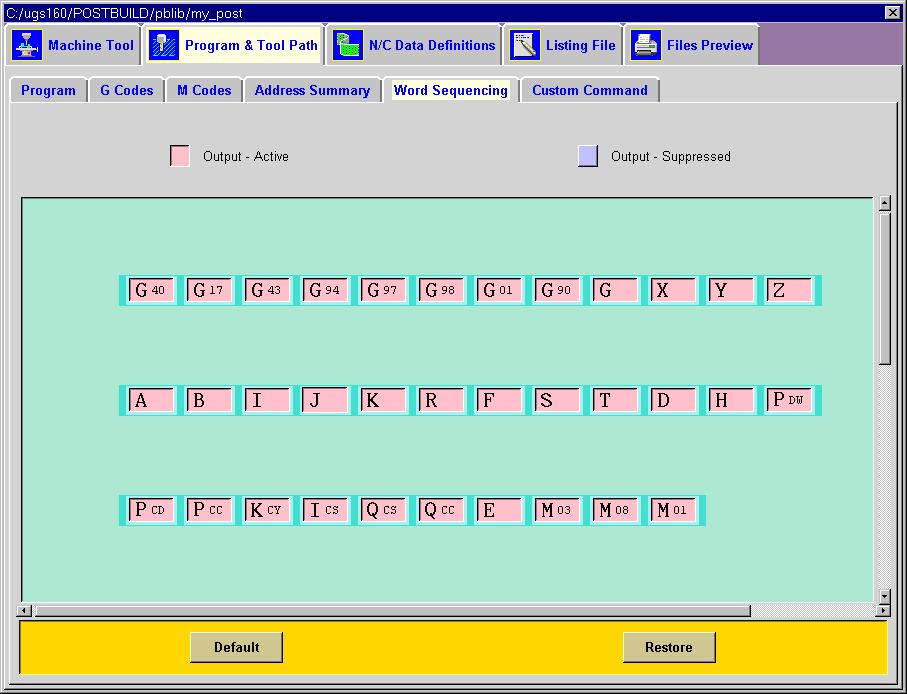 C:/ugs160/POSTBUILD/pblib/my_post
Machine Tool Program & Tool Path N/C Data Definitions Listing File Files Preview
Program G Codes M Codes Address Summary Word Sequencing Custom Command
Output - Active Output - Suppressed
G 40 G 17 G 43 G 94 G 97 G 98 G 01 G 90 G X Y Z
A B I J K R F S T D H P DW
P CD P CC K CY I CS Q CS Q CC E M 03 M 08 M 01
Default Restore